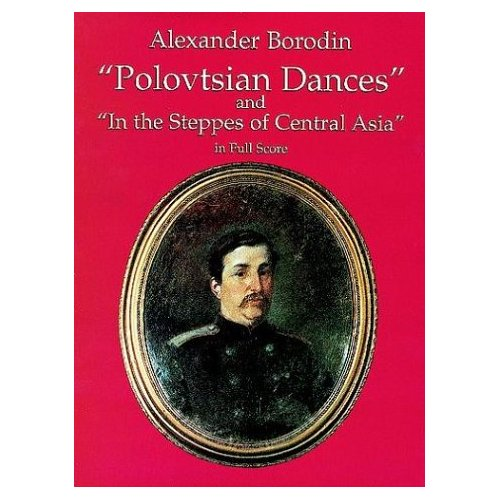 Alexander Borodin
“Polovtsian Dances”
and
“In the Steppes of Central Asia”
in Full Score